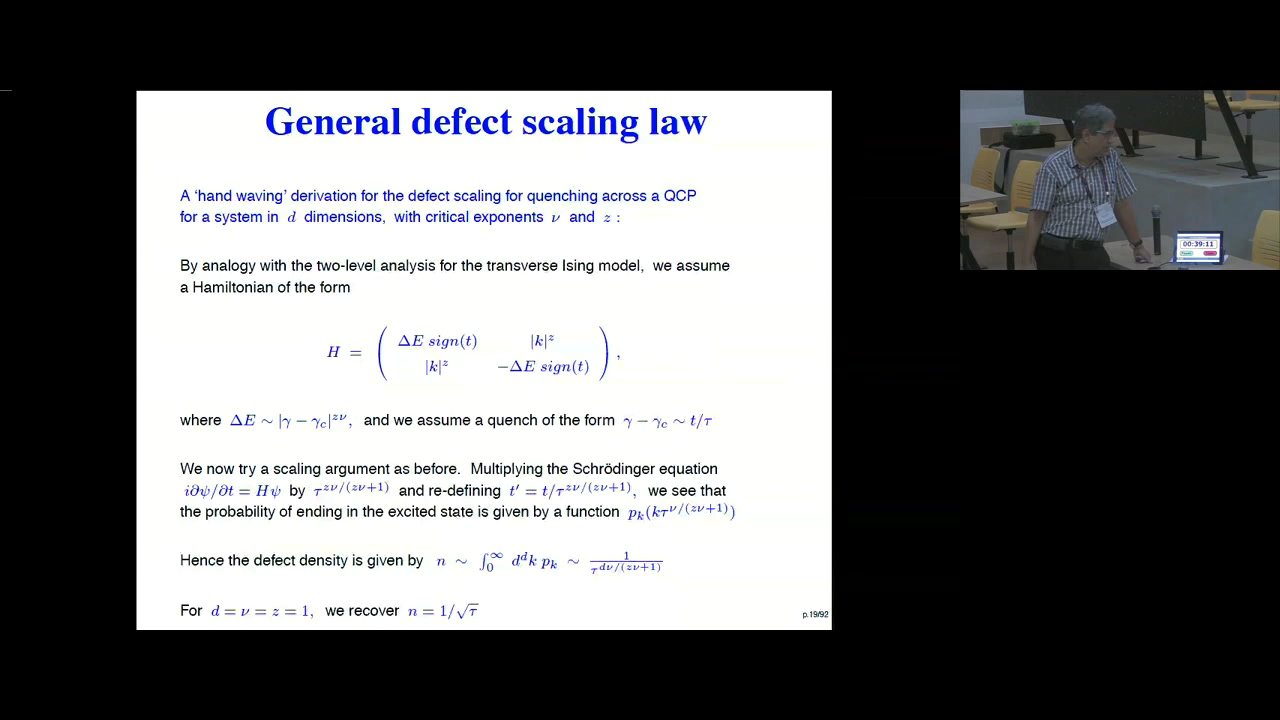 General defect scaling law
A ‘hand waving’ derivation for the defect scaling for quenching across a QCP
for a system in d dimensions, with critical exponents ν and z :
By analogy with the two-level analysis for the transverse Ising model, we assume
a Hamiltonian of the form
H = ( ΔE sign(t) |k|^z
|k|^z −ΔE sign(t) ) ,
where ΔE ∼ |γ − γ_c|^{zν}, and we assume a quench of the form γ − γ_c ∼ t/τ
We now try a scaling argument as before. Multiplying the Schrödinger equation
i∂ψ/∂t = Hψ by τ^{zν/(zν+1)} and re-defining t′ = t/τ^{zν/(zν+1)}, we see that
the probability of ending in the excited state is given by a function p_k(kτ^{ν/(zν+1)})
Hence the defect density is given by n ∼ ∫_0^∞ d^d k p_k ∼ 1/τ^{dν/(zν+1)}
For d = ν = z = 1, we recover n = 1/√τ
p.19/92
00:39:11